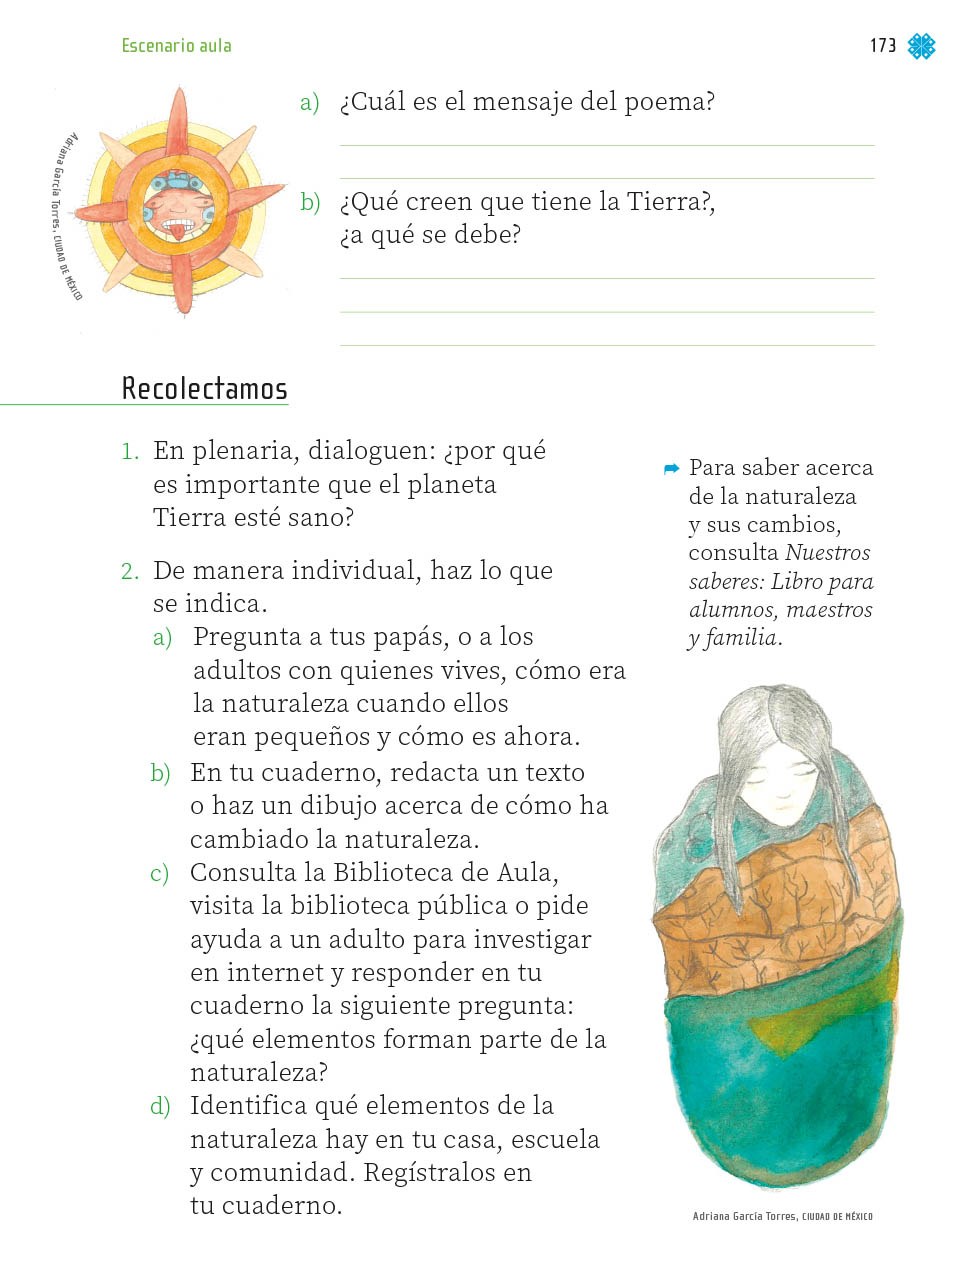 Escenario aula
173
Adriana García Torres, CIUDAD DE MÉXICO
a) ¿Cuál es el mensaje del poema?
b) ¿Qué creen que tiene la Tierra?,
¿a qué se debe?
Recolectamos
1. En plenaria, dialoguen: ¿por qué
es importante que el planeta
Tierra esté sano?
2. De manera individual, haz lo que
se indica.
a) Pregunta a tus papás, o a los
adultos con quienes vives, cómo era
la naturaleza cuando ellos
eran pequeños y cómo es ahora.
b) En tu cuaderno, redacta un texto
o haz un dibujo acerca de cómo ha
cambiado la naturaleza.
c) Consulta la Biblioteca de Aula,
visita la biblioteca pública o pide
ayuda a un adulto para investigar
en internet y responder en tu
cuaderno la siguiente pregunta:
¿qué elementos forman parte de la
naturaleza?
d) Identifica qué elementos de la
naturaleza hay en tu casa, escuela
y comunidad. Regístralos en
tu cuaderno.
Para saber acerca
de la naturaleza
y sus cambios,
consulta Nuestros
saberes: Libro para
alumnos, maestros
y familia.
Adriana García Torres, CIUDAD DE MÉXICO